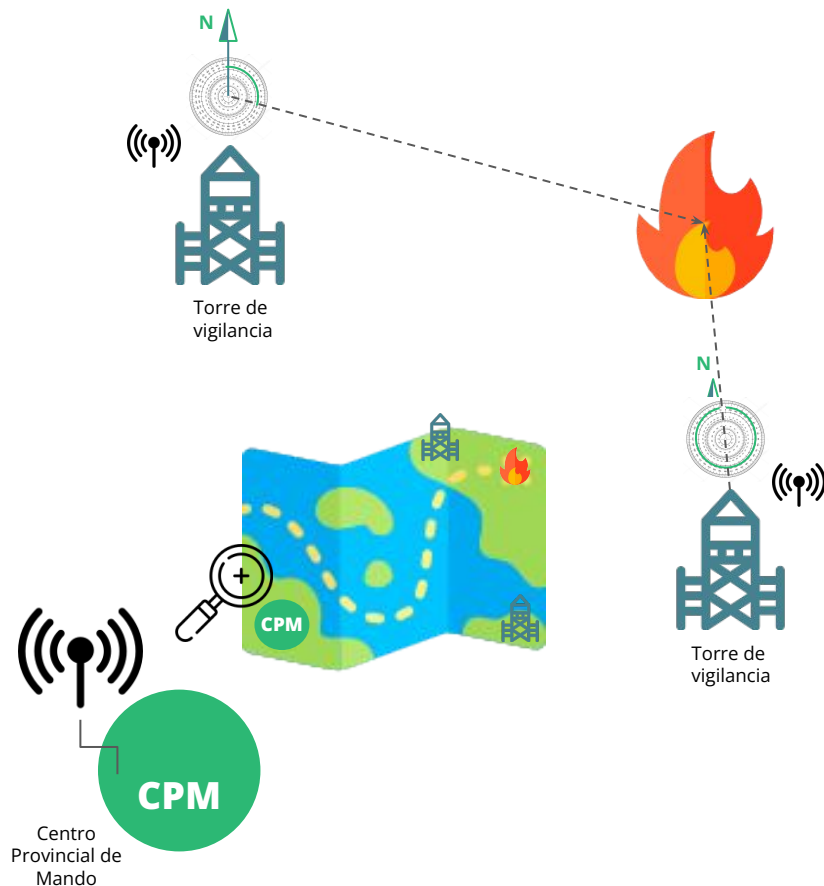 N
Torre de
vigilancia
N
CPM
Torre de
vigilancia
CPM
Centro
Provincial de
Mando